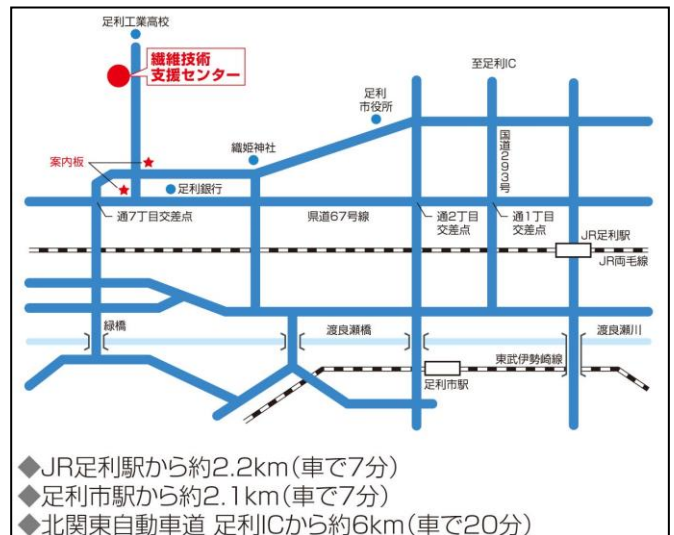 足利工業高校
繊維技術
支援センター
至足利IC
足利
市役所
織姫神社
国道293号
案内板
足利銀行
通7丁目交差点
県道67号線
通2丁目
交差点
通1丁目
交差点
JR足利駅
JR両毛線
緑橋
渡良瀬橋
渡良瀬川
東武伊勢崎線
足利市駅
◆JR足利駅から約2.2km(車で7分)
◆足利市駅から約2.1km(車で7分)
◆北関東自動車道 足利ICから約6km(車で20分)